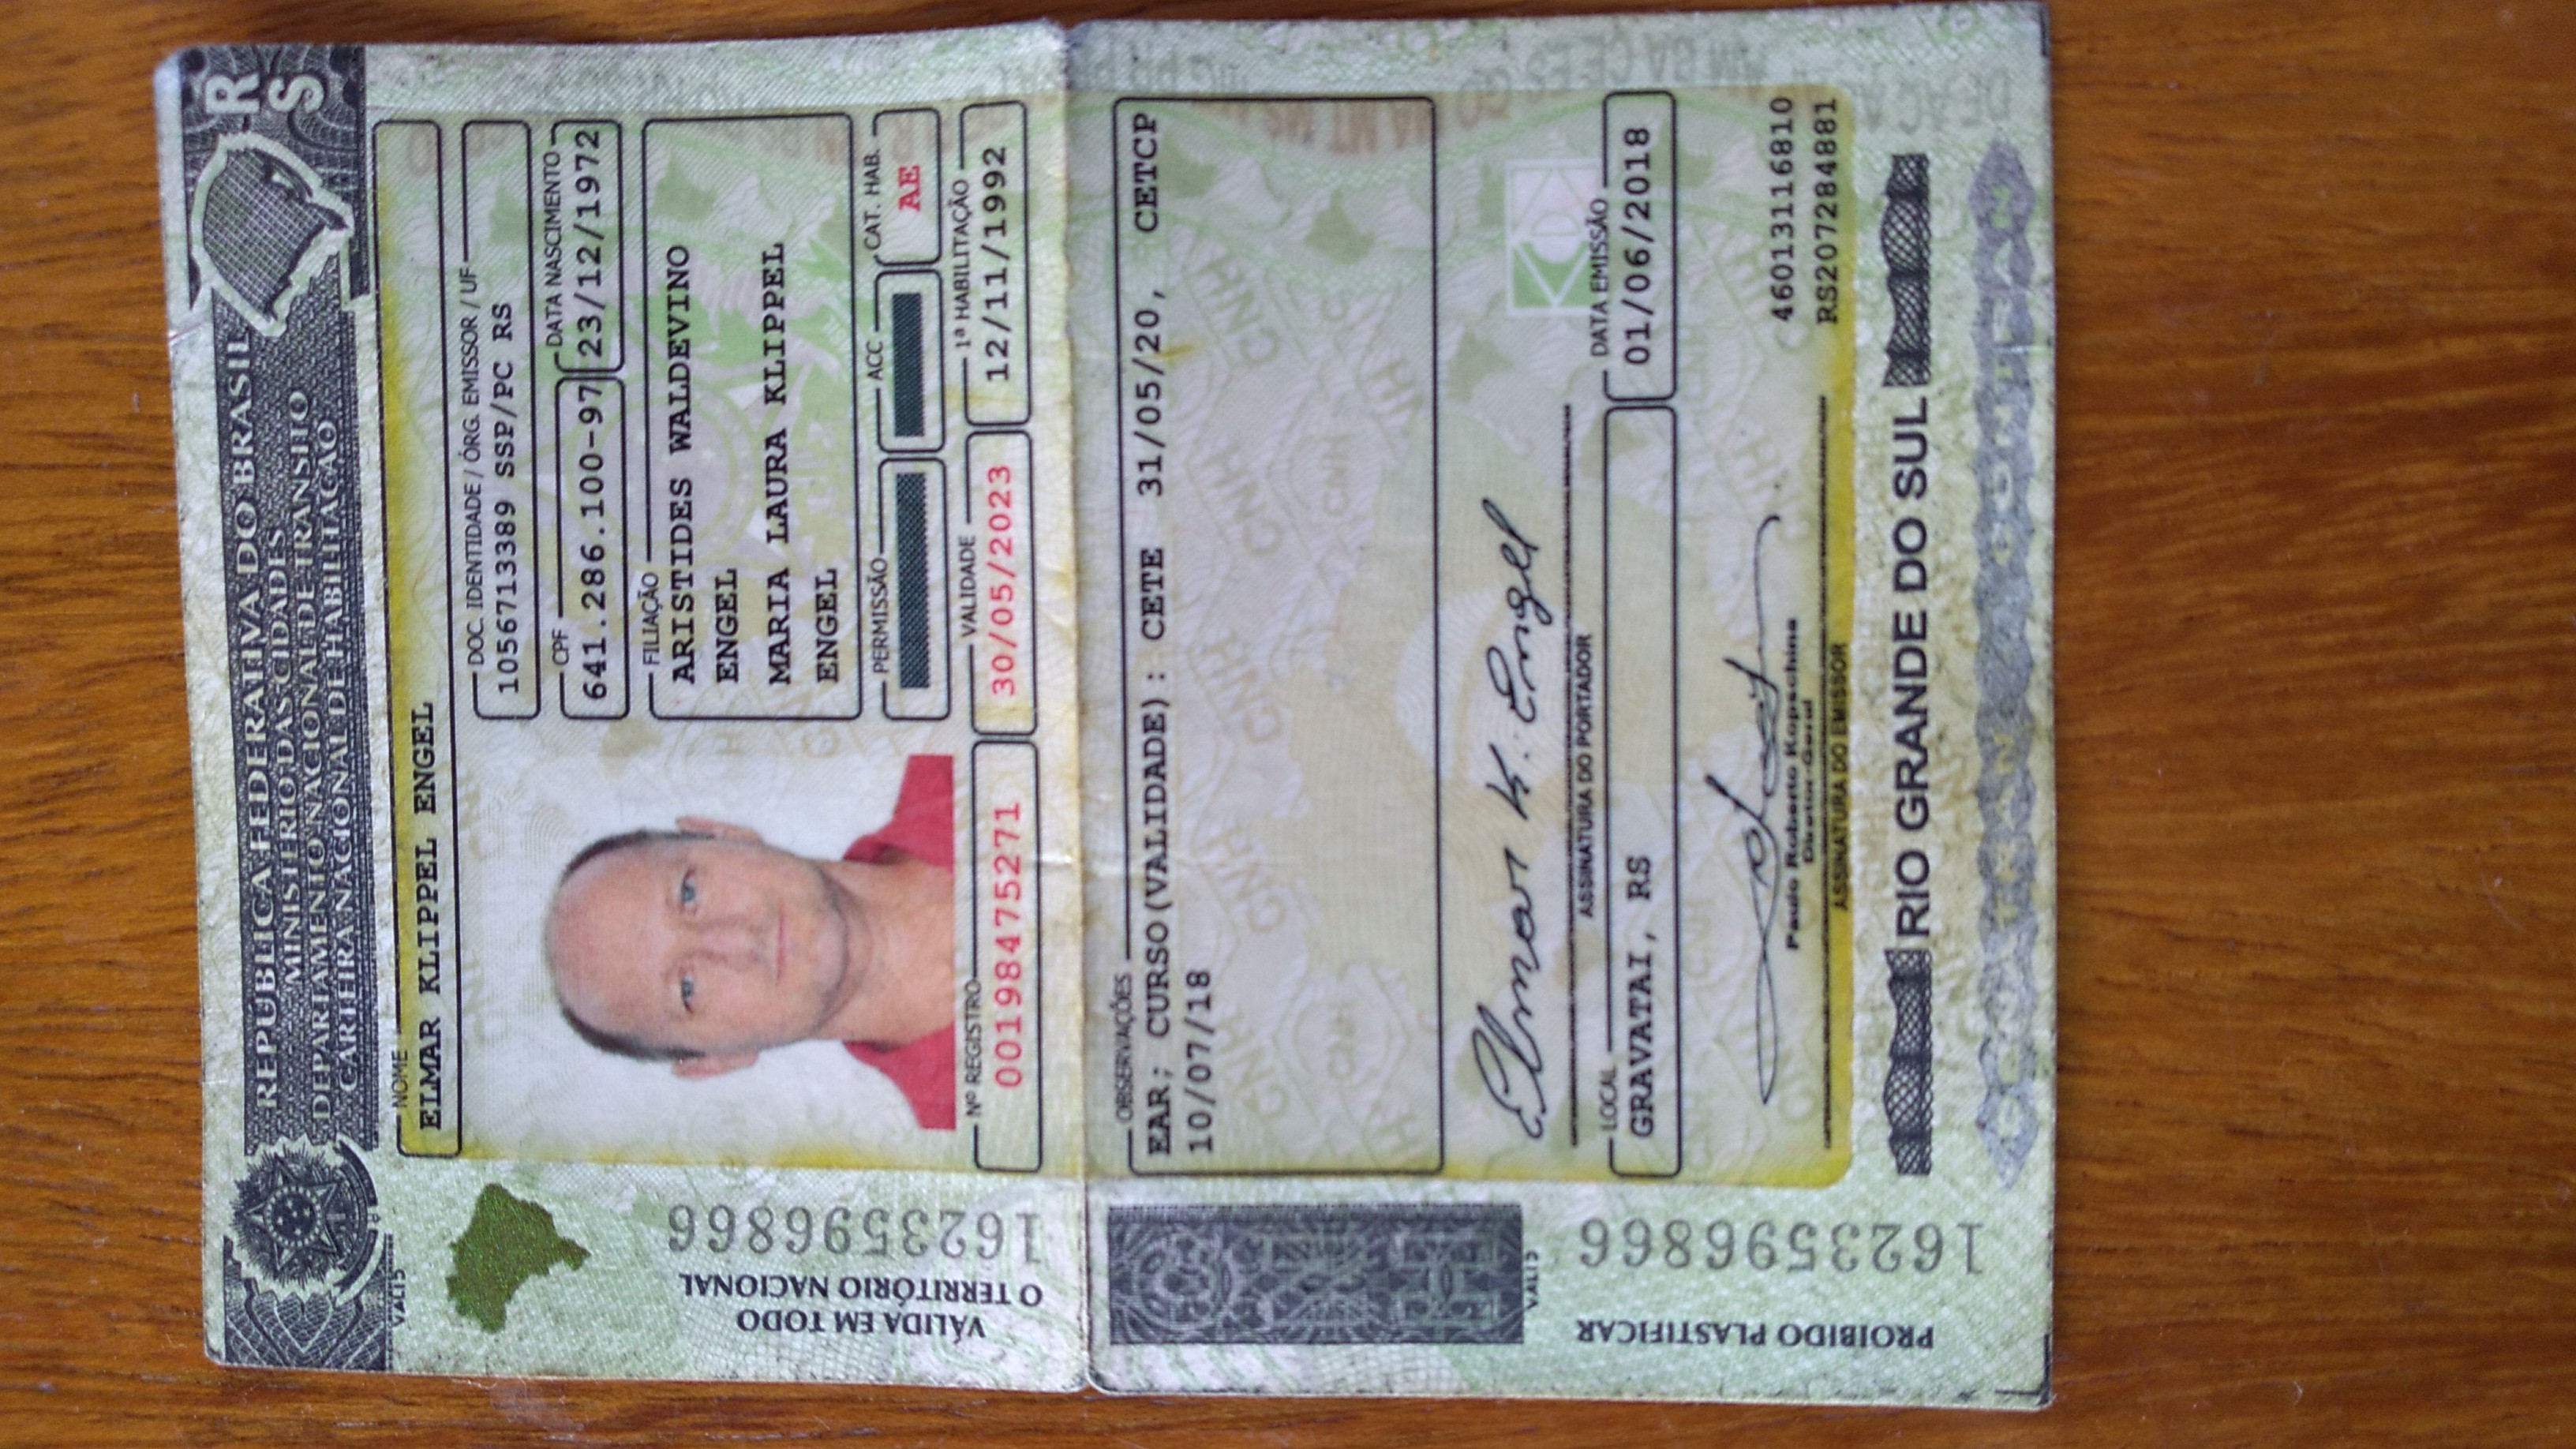 REPÚBLICA FEDERATIVA DO BRASIL
MINISTÉRIO DAS CIDADES
DEPARTAMENTO NACIONAL DE TRÂNSITO
CARTEIRA NACIONAL DE HABILITAÇÃO
RS
VÁLIDA EM TODO
O TERRITÓRIO NACIONAL
1623596866
NOME
ELMAR KLIPPEL ENGEL
DOC. IDENTIDADE / ÓRG. EMISSOR / UF
1056713389 SSP/PC RS
CPF
641.286.100-97
DATA NASCIMENTO
23/12/1972
FILIAÇÃO
ARISTIDES WALDEVINO
ENGEL
MARIA LAURA KLIPPEL
ENGEL
PERMISSÃO
ACC
CAT. HAB.
AE
Nº REGISTRO
00198475271
VALIDADE
30/05/2023
1ª HABILITAÇÃO
12/11/1992
OBSERVAÇÕES
EAR; CURSO(VALIDADE): CETE 31/05/20, CETCP
10/07/18
Elmar K. Engel
ASSINATURA DO PORTADOR
LOCAL
GRAVATAI, RS
DATA EMISSÃO
01/06/2018
Paulo Roberto Kopschina
Diretor-Geral
ASSINATURA DO EMISSOR
46013116810
RS207284881
PROIBIDO PLASTIFICAR
1623596866
RIO GRANDE DO SUL
DENATRAN CONTRAN